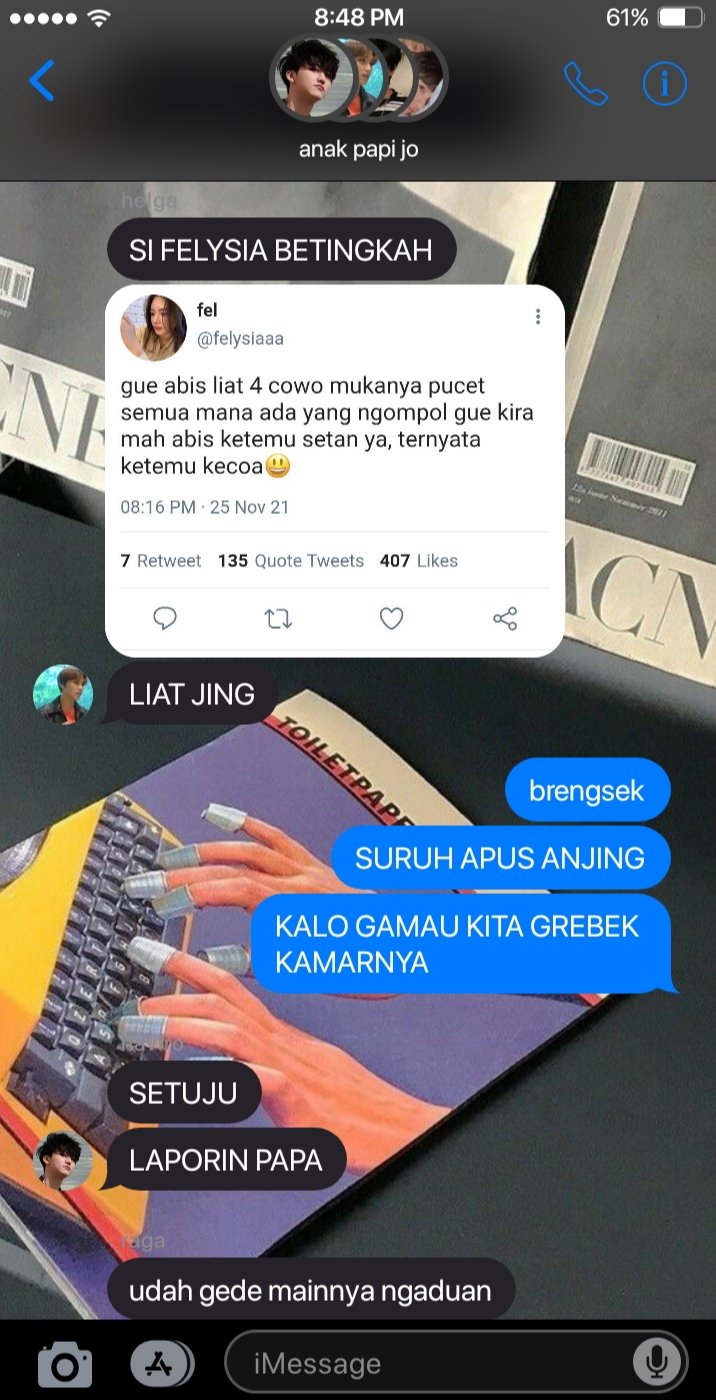 8:48 PM
61%
anak papi jo
helga
SI FELYSIA BETINGKAH
fel
@felysiaaa
gue abis liat 4 cowo mukanya pucet
semua mana ada yang ngompol gue kira
mah abis ketemu setan ya, ternyata
ketemu kecoa😃
08:16 PM · 25 Nov 21
7 Retweet 135 Quote Tweets 407 Likes
LIAT JING
TOILETPAPE
brengsek
SURUH APUS ANJING
KALO GAMAU KITA GREBEK
KAMARNYA
SETUJU
LAPORIN PAPA
raga
udah gede mainnya ngaduan
iMessage